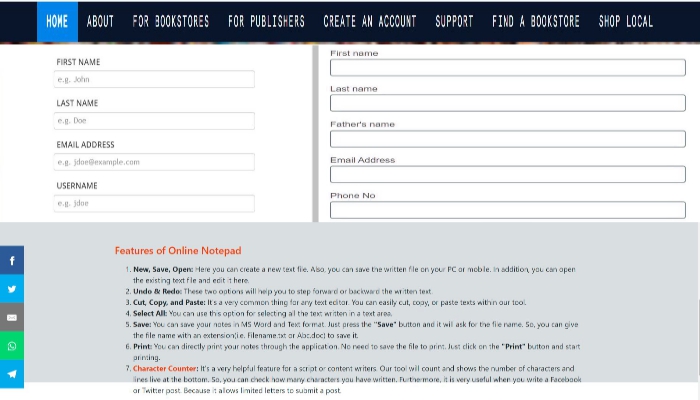 HOME ABOUT FOR BOOKSTORES FOR PUBLISHERS CREATE AN ACCOUNT SUPPORT FIND A BOOKSTORE SHOP LOCAL
FIRST NAME
e.g. John
LAST NAME
e.g. Doe
EMAIL ADDRESS
e.g. jdoe@example.com
USERNAME
e.g. jdoe
First name
Last name
Father's name
Email Address
Phone No
Features of Online Notepad
1. New, Save, Open: Here you can create a new text file. Also, you can save the written file on your PC or mobile. In addition, you can open
the existing text file and edit it here.
2. Undo & Redo: These two options will help you to step forward or backward the written text.
3. Cut, Copy, and Paste: It's a very common thing for any text editor. You can easily cut, copy, or paste texts within our tool.
4. Select All: You can use this option for selecting all the text written in a text area.
5. Save: You can save your notes in MS Word and Text format. Just press the "Save" button and it will ask for the file name. So, you can give
the file name with an extension(i.e. Filename.txt or Abc.doc) to save it.
6. Print: You can directly print your notes through the application. No need to save the file to print. Just click on the "Print" button and start
printing.
7. Character Counter: It's a very helpful feature for a script or content writers. Our tool will count and shows the number of characters and
lines live at the bottom. So, you can check how many characters you have written. Furthermore, it is very useful when you write a Facebook
or Twitter post. Because it allows limited letters to submit a post.